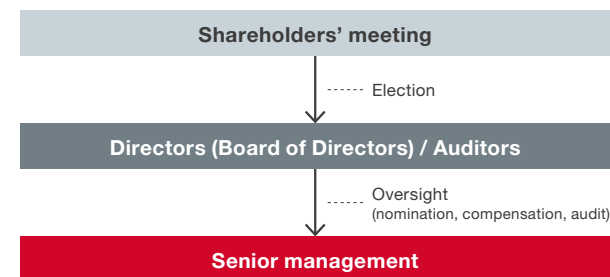 Shareholders’ meeting
Election
Directors (Board of Directors) / Auditors
Oversight
(nomination, compensation, audit)
Senior management